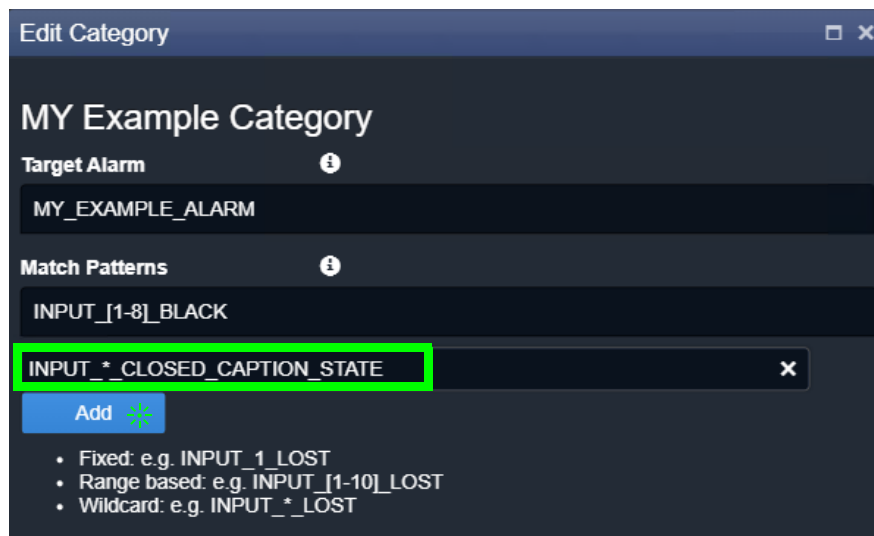 Edit Category
MY Example Category
Target Alarm
MY_EXAMPLE_ALARM
Match Patterns
INPUT_[1-8]_BLACK
INPUT_*_CLOSED_CAPTION_STATE
Add
• Fixed: e.g. INPUT_1_LOST
• Range based: e.g. INPUT_[1-10]_LOST
• Wildcard: e.g. INPUT_*_LOST